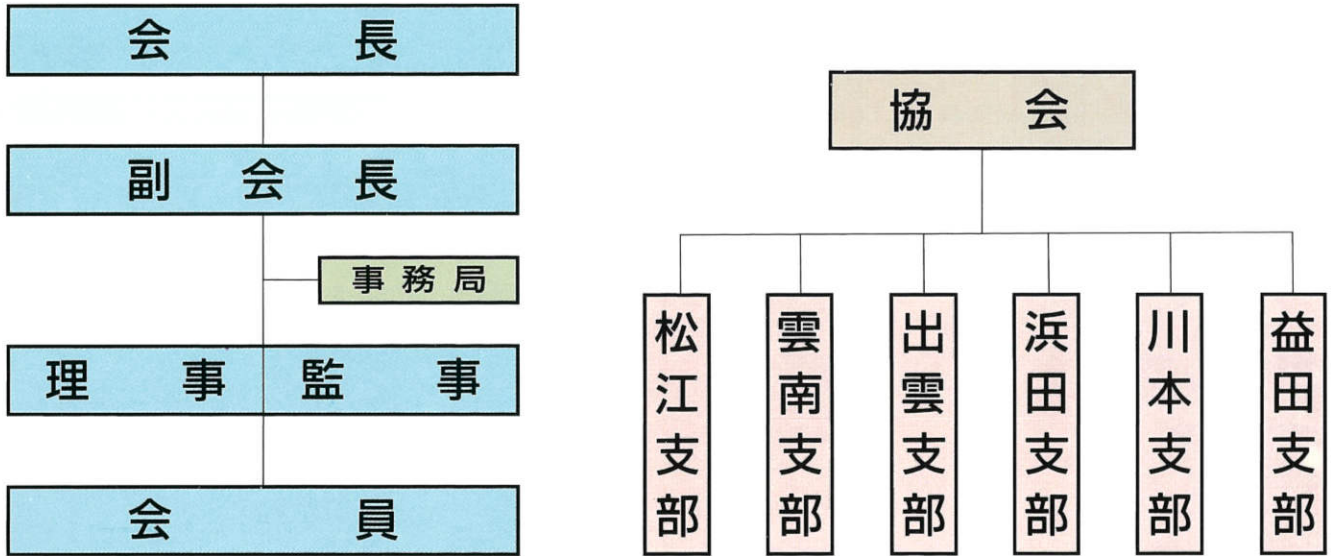 会長
副会長
事務局
理事 監事
会員
協会
松江支部
雲南支部
出雲支部
浜田支部
川本支部
益田支部